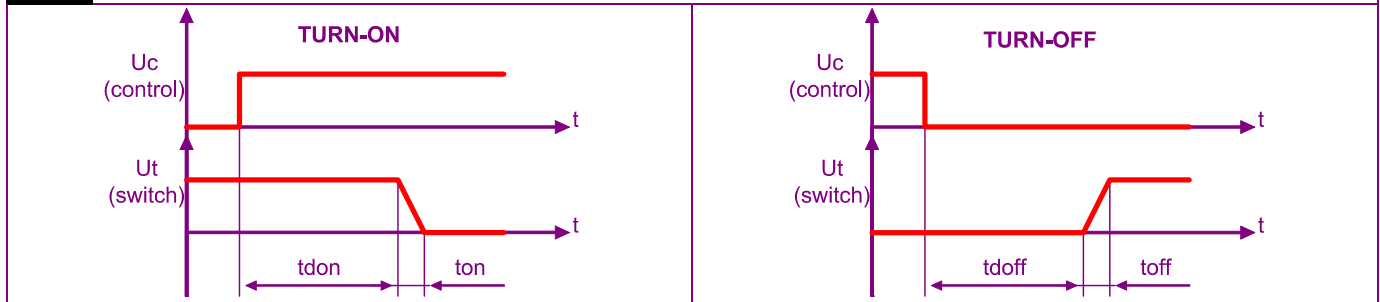 TURN-ON
Uc
(control)
t
Ut
(switch)
t
tdon
ton
TURN-OFF
Uc
(control)
t
Ut
(switch)
t
tdoff
toff